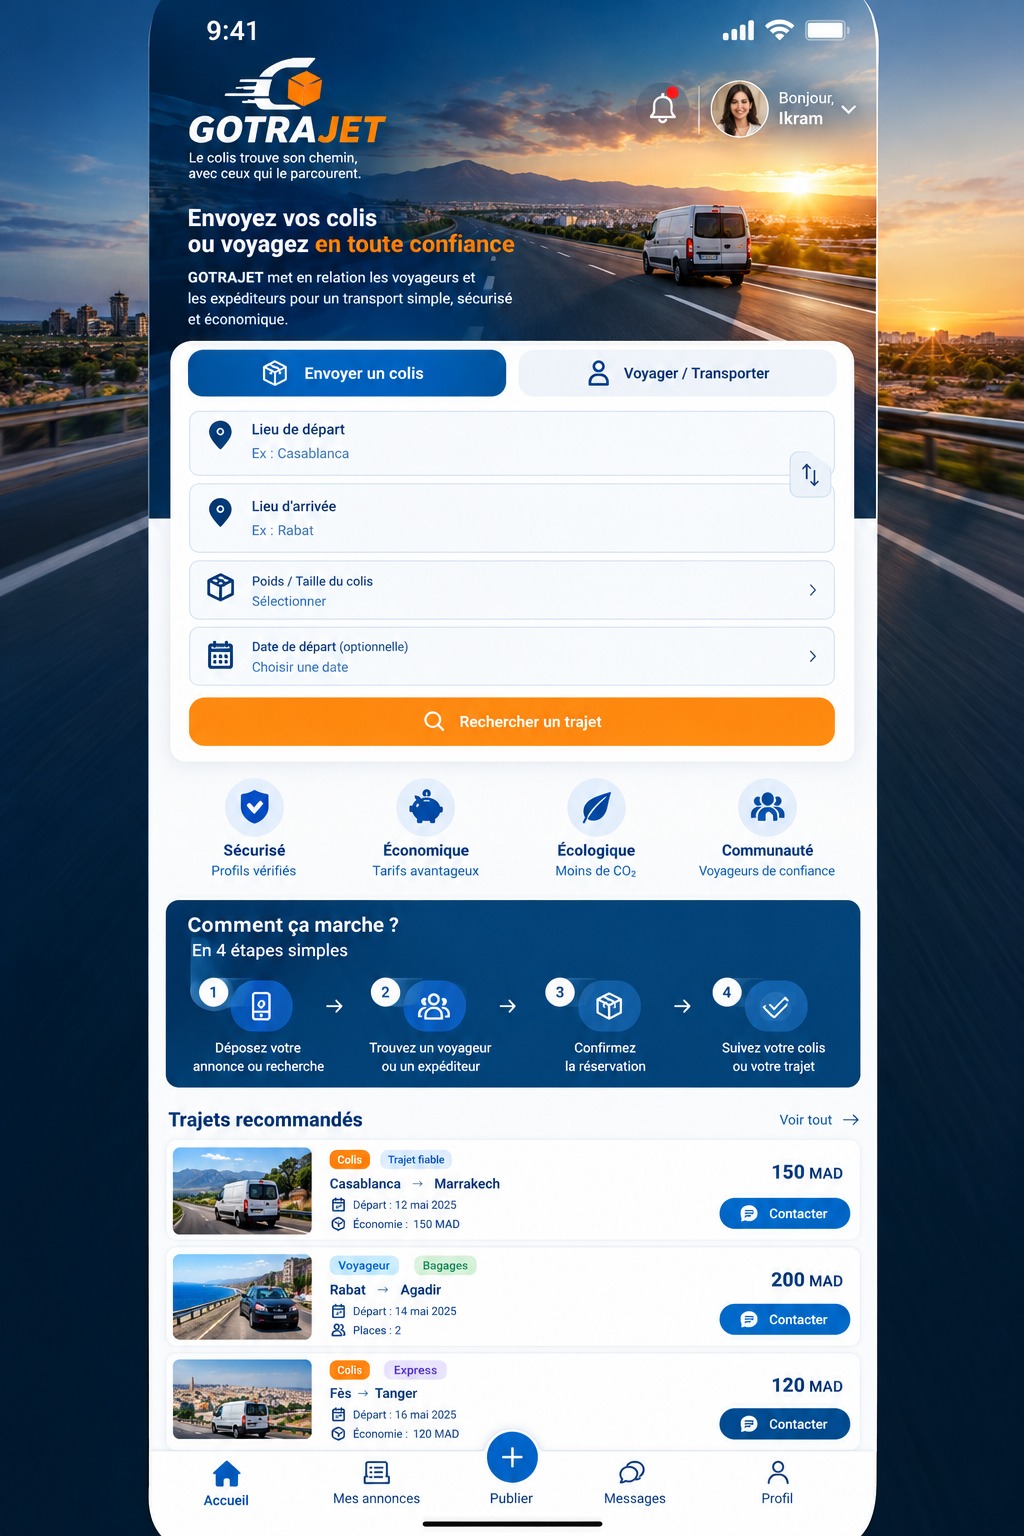 9:41
GOTRAJET
Le colis trouve son chemin,
avec ceux qui le parcourent.
Bonjour,
Ikram
Envoyez vos colis
ou voyagez en toute confiance
GOTRAJET met en relation les voyageurs et
les expéditeurs pour un transport simple, sécurisé
et économique.
Envoyer un colis
Voyager / Transporter
Lieu de départ
Ex : Casablanca
Lieu d'arrivée
Ex : Rabat
Poids / Taille du colis
Sélectionner
Date de départ (optionnelle)
Choisir une date
Rechercher un trajet
Sécurisé
Profils vérifiés
Économique
Tarifs avantageux
Écologique
Moins de CO₂
Communauté
Voyageurs de confiance
Comment ça marche ?
En 4 étapes simples
1
Déposez votre
annonce ou recherche
2
Trouvez un voyageur
ou un expéditeur
3
Confirmez
la réservation
4
Suivez votre colis
ou votre trajet
Trajets recommandés
Voir tout →
Colis
Trajet fiable
Casablanca → Marrakech
Départ : 12 mai 2025
Économie : 150 MAD
150 MAD
Contacter
Voyageur
Bagages
Rabat → Agadir
Départ : 14 mai 2025
Places : 2
200 MAD
Contacter
Colis
Express
Fès → Tanger
Départ : 16 mai 2025
Économie : 120 MAD
120 MAD
Contacter
Accueil
Mes annonces
Publier
Messages
Profil